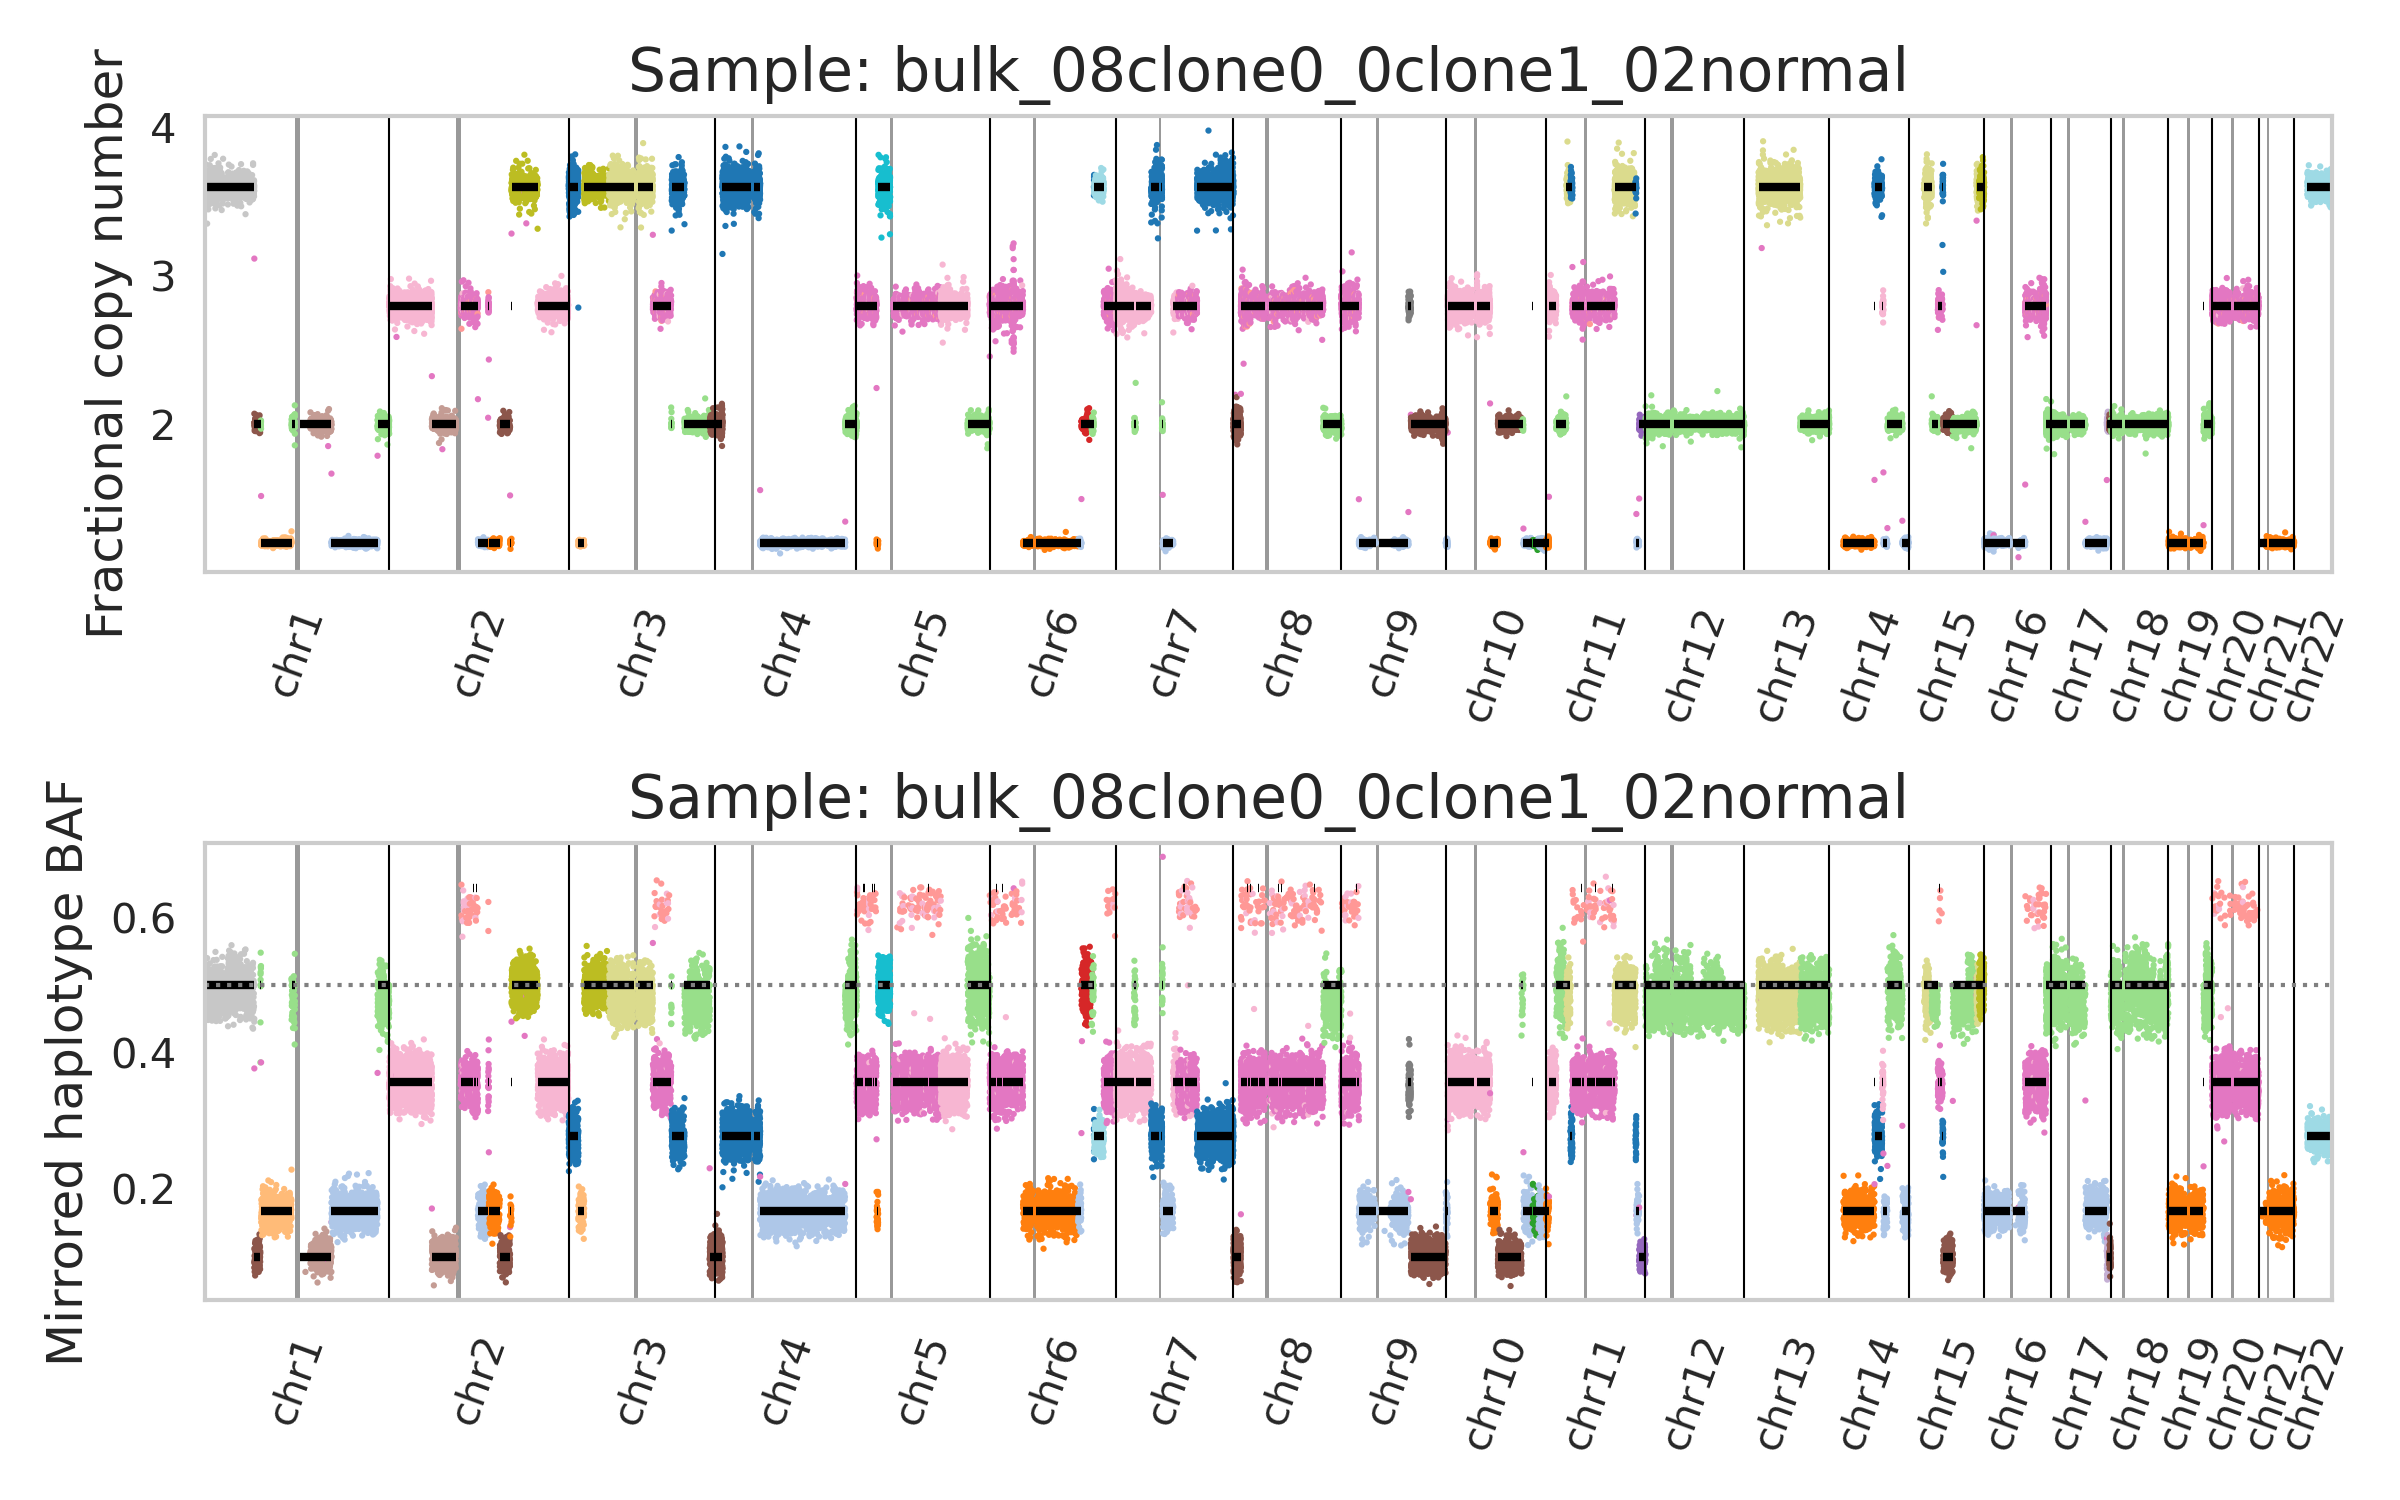 Sample: bulk_08clone0_0clone1_02normal
Fractional copy number
4
3
2
chr1
chr2
chr3
chr4
chr5
chr6
chr7
chr8
chr9
chr10
chr11
chr12
chr13
chr14
chr15
chr16
chr17
chr18
chr19
chr20
chr21
chr22
Sample: bulk_08clone0_0clone1_02normal
Mirrored haplotype BAF
0.6
0.4
0.2
chr1
chr2
chr3
chr4
chr5
chr6
chr7
chr8
chr9
chr10
chr11
chr12
chr13
chr14
chr15
chr16
chr17
chr18
chr19
chr20
chr21
chr22